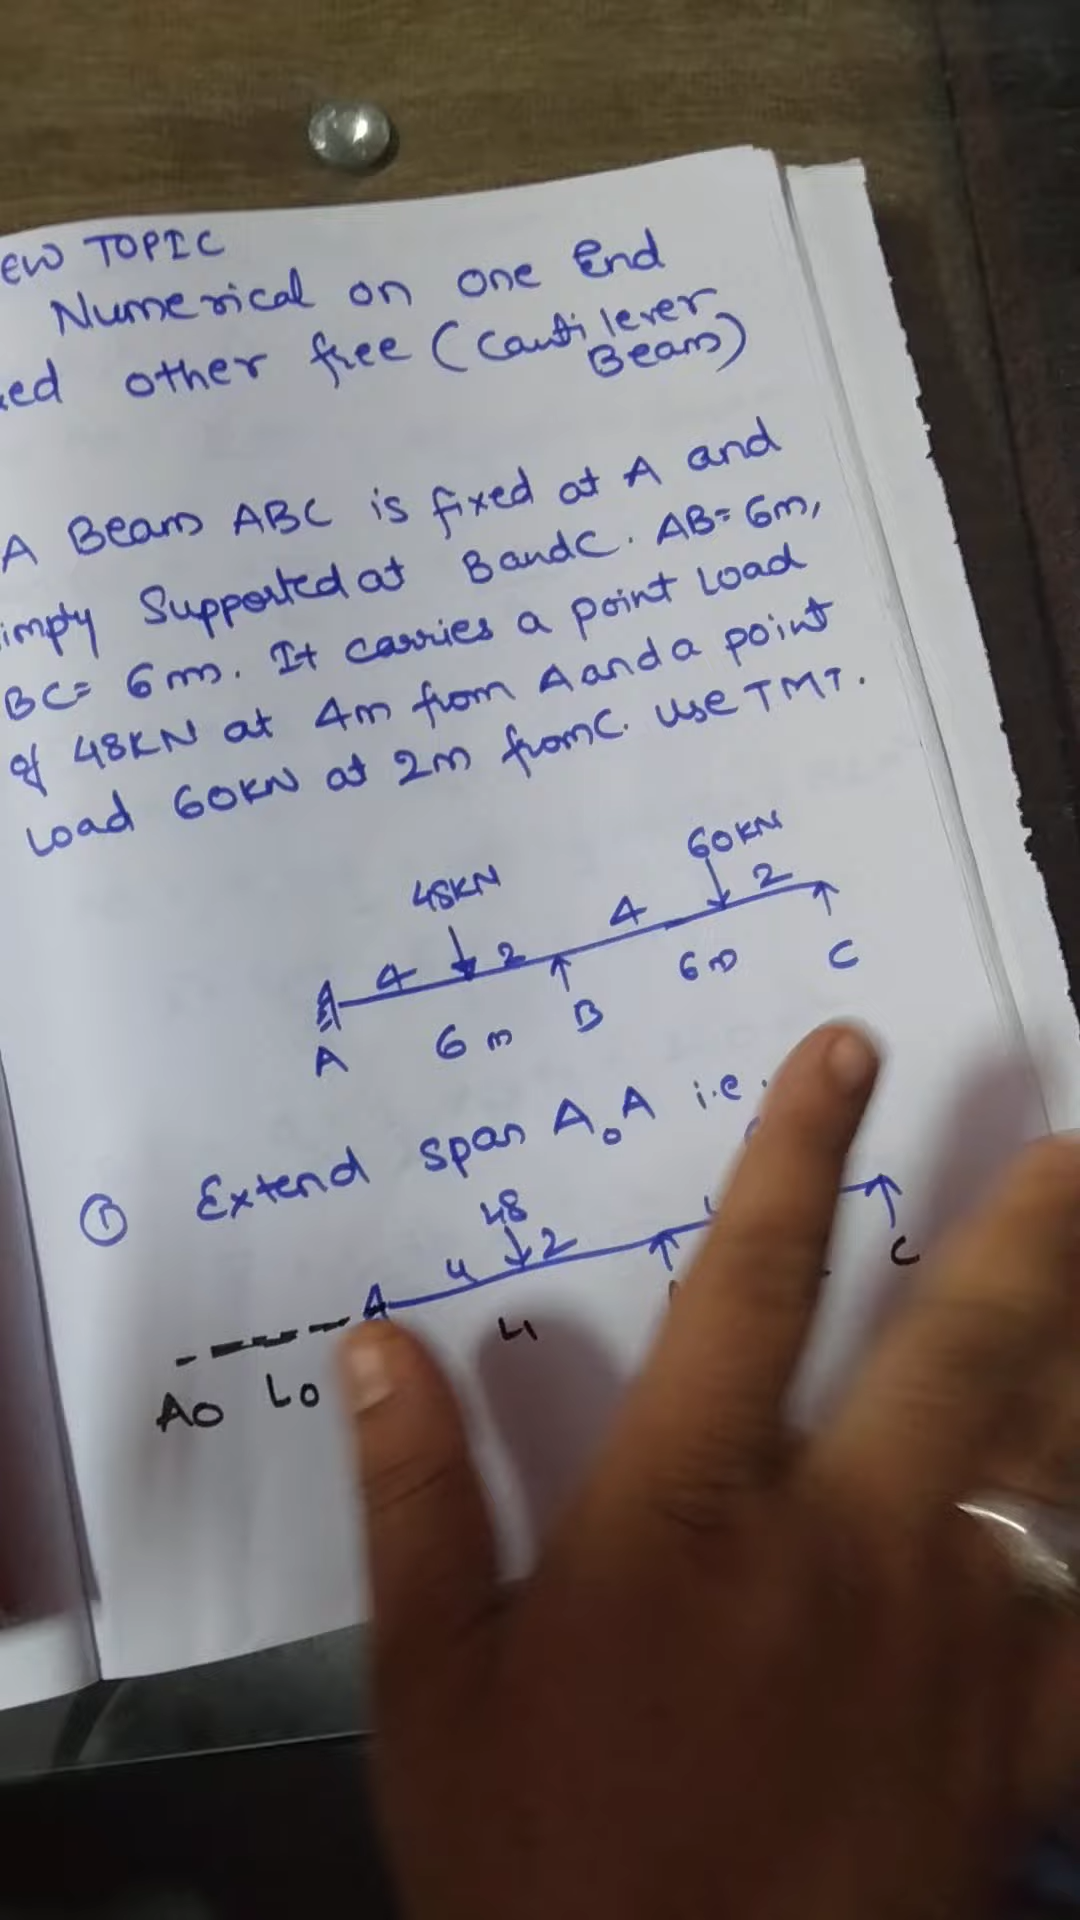 EW TOPIC
Numerical on one End
ed other free (Cantilever
Beam)
A Beam ABC is fixed at A and
imply Supported at B and C. AB=6m,
BC= 6m. It carries a point load
of 48KN at 4m from A and a point
Load 60KN at 2m from C. Use TMT.
48KN
60KN
4
2
4
2
A
6m
B
6m
C
① Extend span A₀A i.e.
48
4
2
A
L1
C
A0
L0